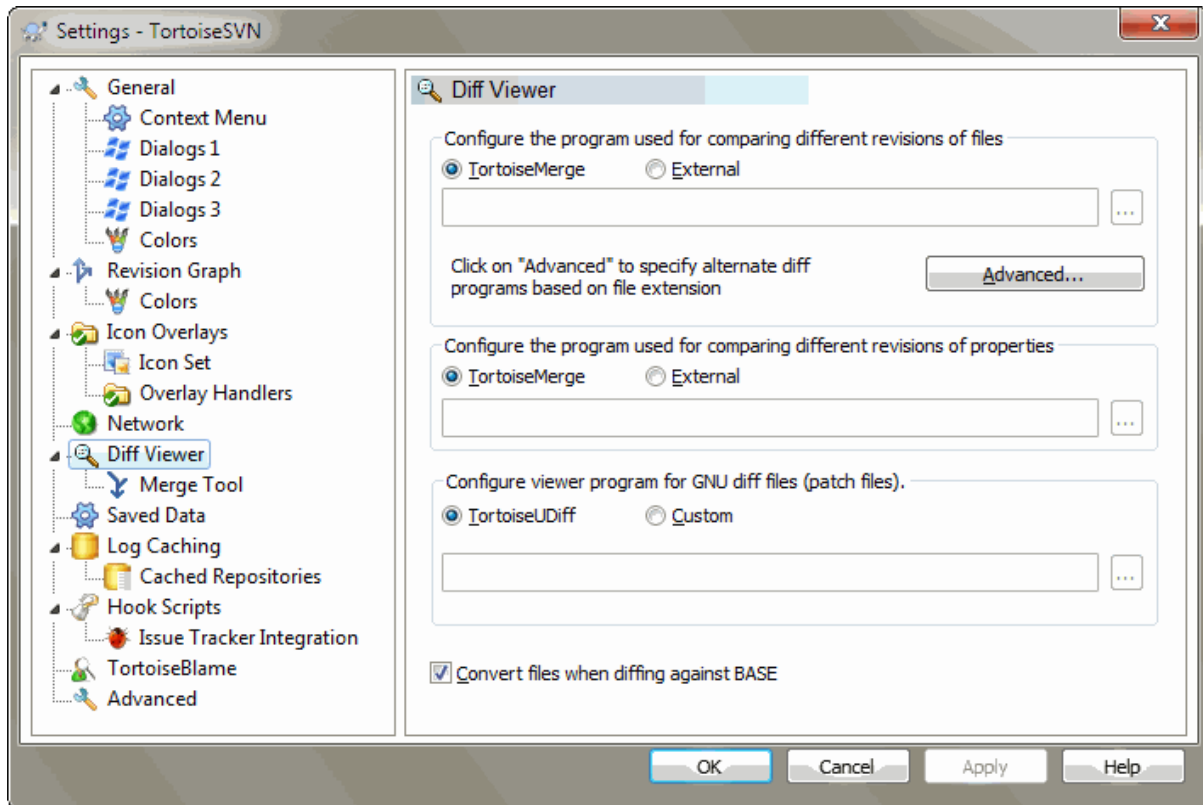 Settings - TortoiseSVN
X
General
Context Menu
Dialogs 1
Dialogs 2
Dialogs 3
Colors
Revision Graph
Colors
Icon Overlays
Icon Set
Overlay Handlers
Network
Diff Viewer
Merge Tool
Saved Data
Log Caching
Cached Repositories
Hook Scripts
Issue Tracker Integration
TortoiseBlame
Advanced
Diff Viewer
Configure the program used for comparing different revisions of files
TortoiseMerge External
...
Click on "Advanced" to specify alternate diff
programs based on file extension
Advanced...
Configure the program used for comparing different revisions of properties
TortoiseMerge External
...
Configure viewer program for GNU diff files (patch files).
TortoiseUDiff Custom
...
Convert files when diffing against BASE
OK Cancel Apply Help